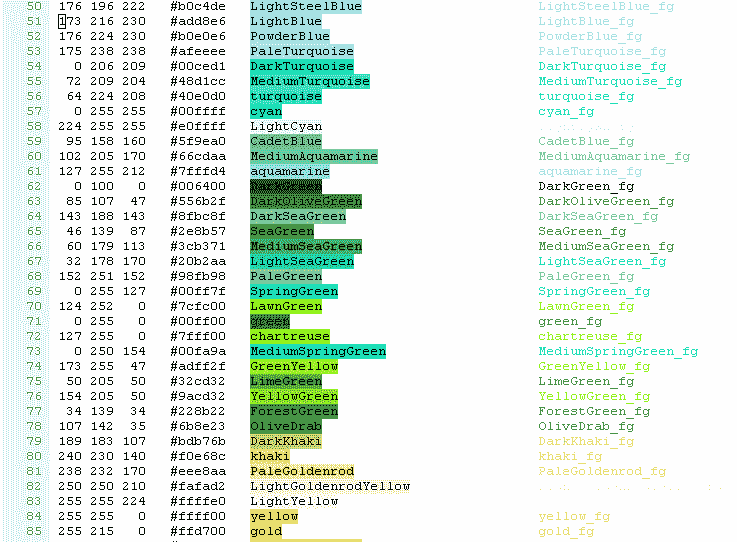 50 176 196 222 #b0c4de LightSteelBlue LightSteelBlue_fg
51 173 216 230 #add8e6 LightBlue LightBlue_fg
52 176 224 230 #b0e0e6 PowderBlue PowderBlue_fg
53 175 238 238 #afeeee PaleTurquoise PaleTurquoise_fg
54 0 206 209 #00ced1 DarkTurquoise DarkTurquoise_fg
55 72 209 204 #48d1cc MediumTurquoise MediumTurquoise_fg
56 64 224 208 #40e0d0 turquoise turquoise_fg
57 0 255 255 #00ffff cyan cyan_fg
58 224 255 255 #e0ffff LightCyan
59 95 158 160 #5f9ea0 CadetBlue CadetBlue_fg
60 102 205 170 #66cdaa MediumAquamarine MediumAquamarine_fg
61 127 255 212 #7fffd4 aquamarine aquamarine_fg
62 0 100 0 #006400 DarkGreen DarkGreen_fg
63 85 107 47 #556b2f DarkOliveGreen DarkOliveGreen_fg
64 143 188 143 #8fbc8f DarkSeaGreen DarkSeaGreen_fg
65 46 139 87 #2e8b57 SeaGreen SeaGreen_fg
66 60 179 113 #3cb371 MediumSeaGreen MediumSeaGreen_fg
67 32 178 170 #20b2aa LightSeaGreen LightSeaGreen_fg
68 152 251 152 #98fb98 PaleGreen PaleGreen_fg
69 0 255 127 #00ff7f SpringGreen SpringGreen_fg
70 124 252 0 #7cfc00 LawnGreen LawnGreen_fg
71 0 255 0 #00ff00 green green_fg
72 127 255 0 #7fff00 chartreuse chartreuse_fg
73 0 250 154 #00fa9a MediumSpringGreen MediumSpringGreen_fg
74 173 255 47 #adff2f GreenYellow GreenYellow_fg
75 50 205 50 #32cd32 LimeGreen LimeGreen_fg
76 154 205 50 #9acd32 YellowGreen YellowGreen_fg
77 34 139 34 #228b22 ForestGreen ForestGreen_fg
78 107 142 35 #6b8e23 OliveDrab OliveDrab_fg
79 189 183 107 #bdb76b DarkKhaki DarkKhaki_fg
80 240 230 140 #f0e68c khaki khaki_fg
81 238 232 170 #eee8aa PaleGoldenrod PaleGoldenrod_fg
82 250 250 210 #fafad2 LightGoldenrodYellow
83 255 255 224 #ffffe0 LightYellow
84 255 255 0 #ffff00 yellow yellow_fg
85 255 215 0 #ffd700 gold gold_fg